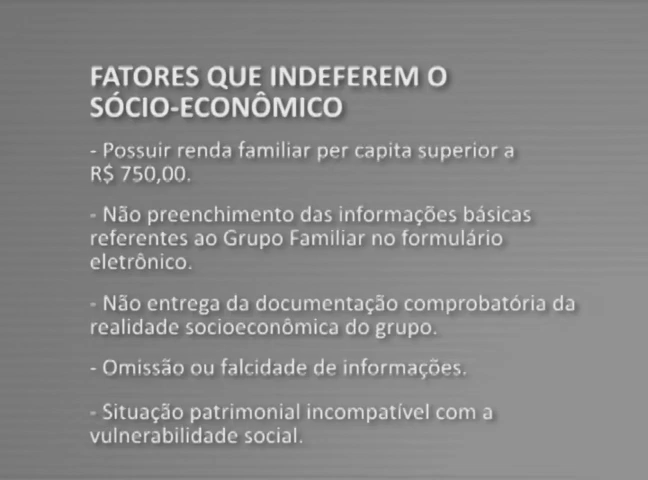 FATORES QUE INDEFEREM O
SÓCIO-ECONÔMICO
- Possuir renda familiar per capita superior a
R$ 750,00.
- Não preenchimento das informações básicas
referentes ao Grupo Familiar no formulário
eletrônico.
- Não entrega da documentação comprobatória da
realidade socioeconômica do grupo.
- Omissão ou falcidade de informações.
- Situação patrimonial incompatível com a
vulnerabilidade social.